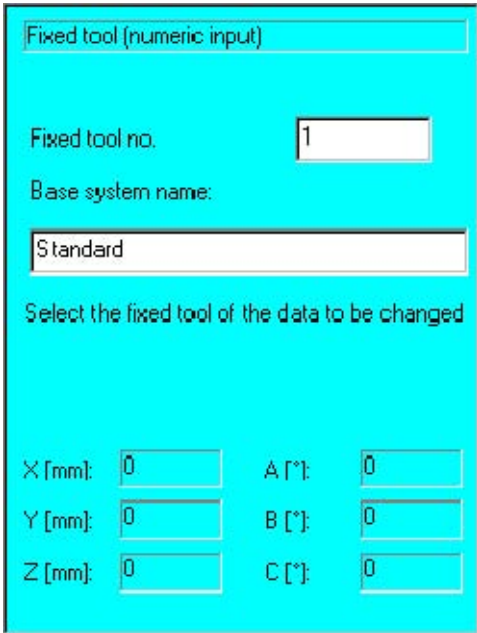 Fixed tool (numeric input)
Fixed tool no. 1
Base system name:
Standard
Select the fixed tool of the data to be changed
X [mm]: 0 A [°]: 0
Y [mm]: 0 B [°]: 0
Z [mm]: 0 C [°]: 0